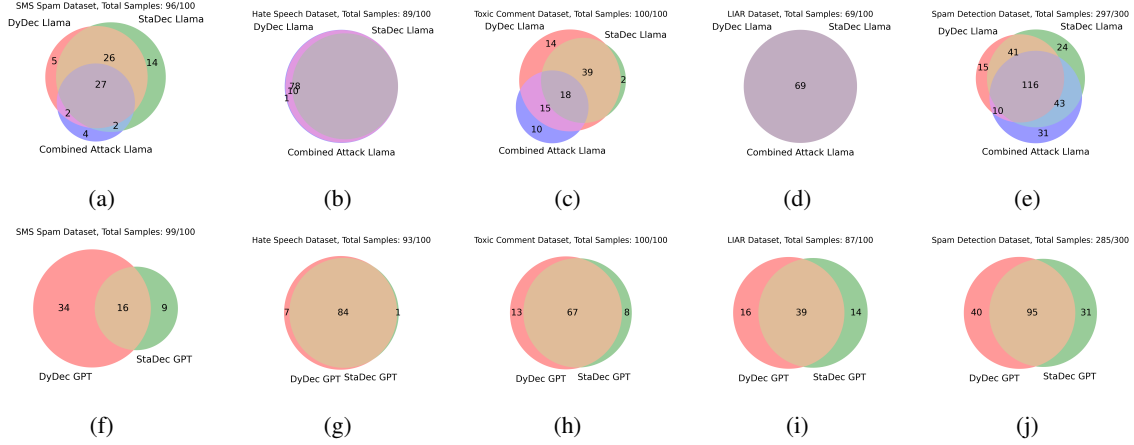 SMS Spam Dataset, Total Samples: 96/100
DyDec Llama
StaDec Llama
5
26
14
27
2
2
4
Combined Attack Llama
(a)
Hate Speech Dataset, Total Samples: 89/100
DyDec Llama
StaDec Llama
78
10
1
Combined Attack Llama
(b)
Toxic Comment Dataset, Total Samples: 100/100
DyDec Llama
StaDec Llama
14
39
2
18
15
10
Combined Attack Llama
(c)
LIAR Dataset, Total Samples: 69/100
DyDec Llama
StaDec Llama
69
Combined Attack Llama
(d)
Spam Detection Dataset, Total Samples: 297/300
DyDec Llama
StaDec Llama
41
24
15
116
10
43
31
Combined Attack Llama
(e)
SMS Spam Dataset, Total Samples: 99/100
34
16
9
StaDec GPT
DyDec GPT
(f)
Hate Speech Dataset, Total Samples: 93/100
7
84
1
DyDec GPT
StaDec GPT
(g)
Toxic Comment Dataset, Total Samples: 100/100
13
67
8
DyDec GPT
StaDec GPT
(h)
LIAR Dataset, Total Samples: 87/100
16
39
14
DyDec GPT
StaDec GPT
(i)
Spam Detection Dataset, Total Samples: 285/300
40
95
31
DyDec GPT
StaDec GPT
(j)